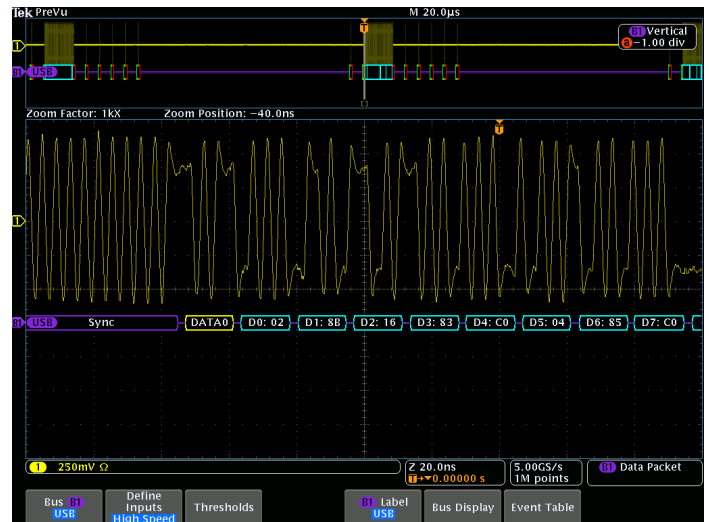 Tek PreVu M 20.0µs
B1 Vertical
a −1.00 div
T
1
B1 USB
Zoom Factor: 1kX Zoom Position: −40.0ns
T
1
B1 USB Sync DATA0 D0: 02 D1: 8B D2: 16 D3: 83 D4: C0 D5: 04 D6: 85 D7: C0
1 250mV Ω Z 20.0ns 5.00GS/s B1 Data Packet
T→▼0.00000 s 1M points
Bus B1 USB
Define Inputs High Speed
Thresholds
B1 Label USB
Bus Display
Event Table